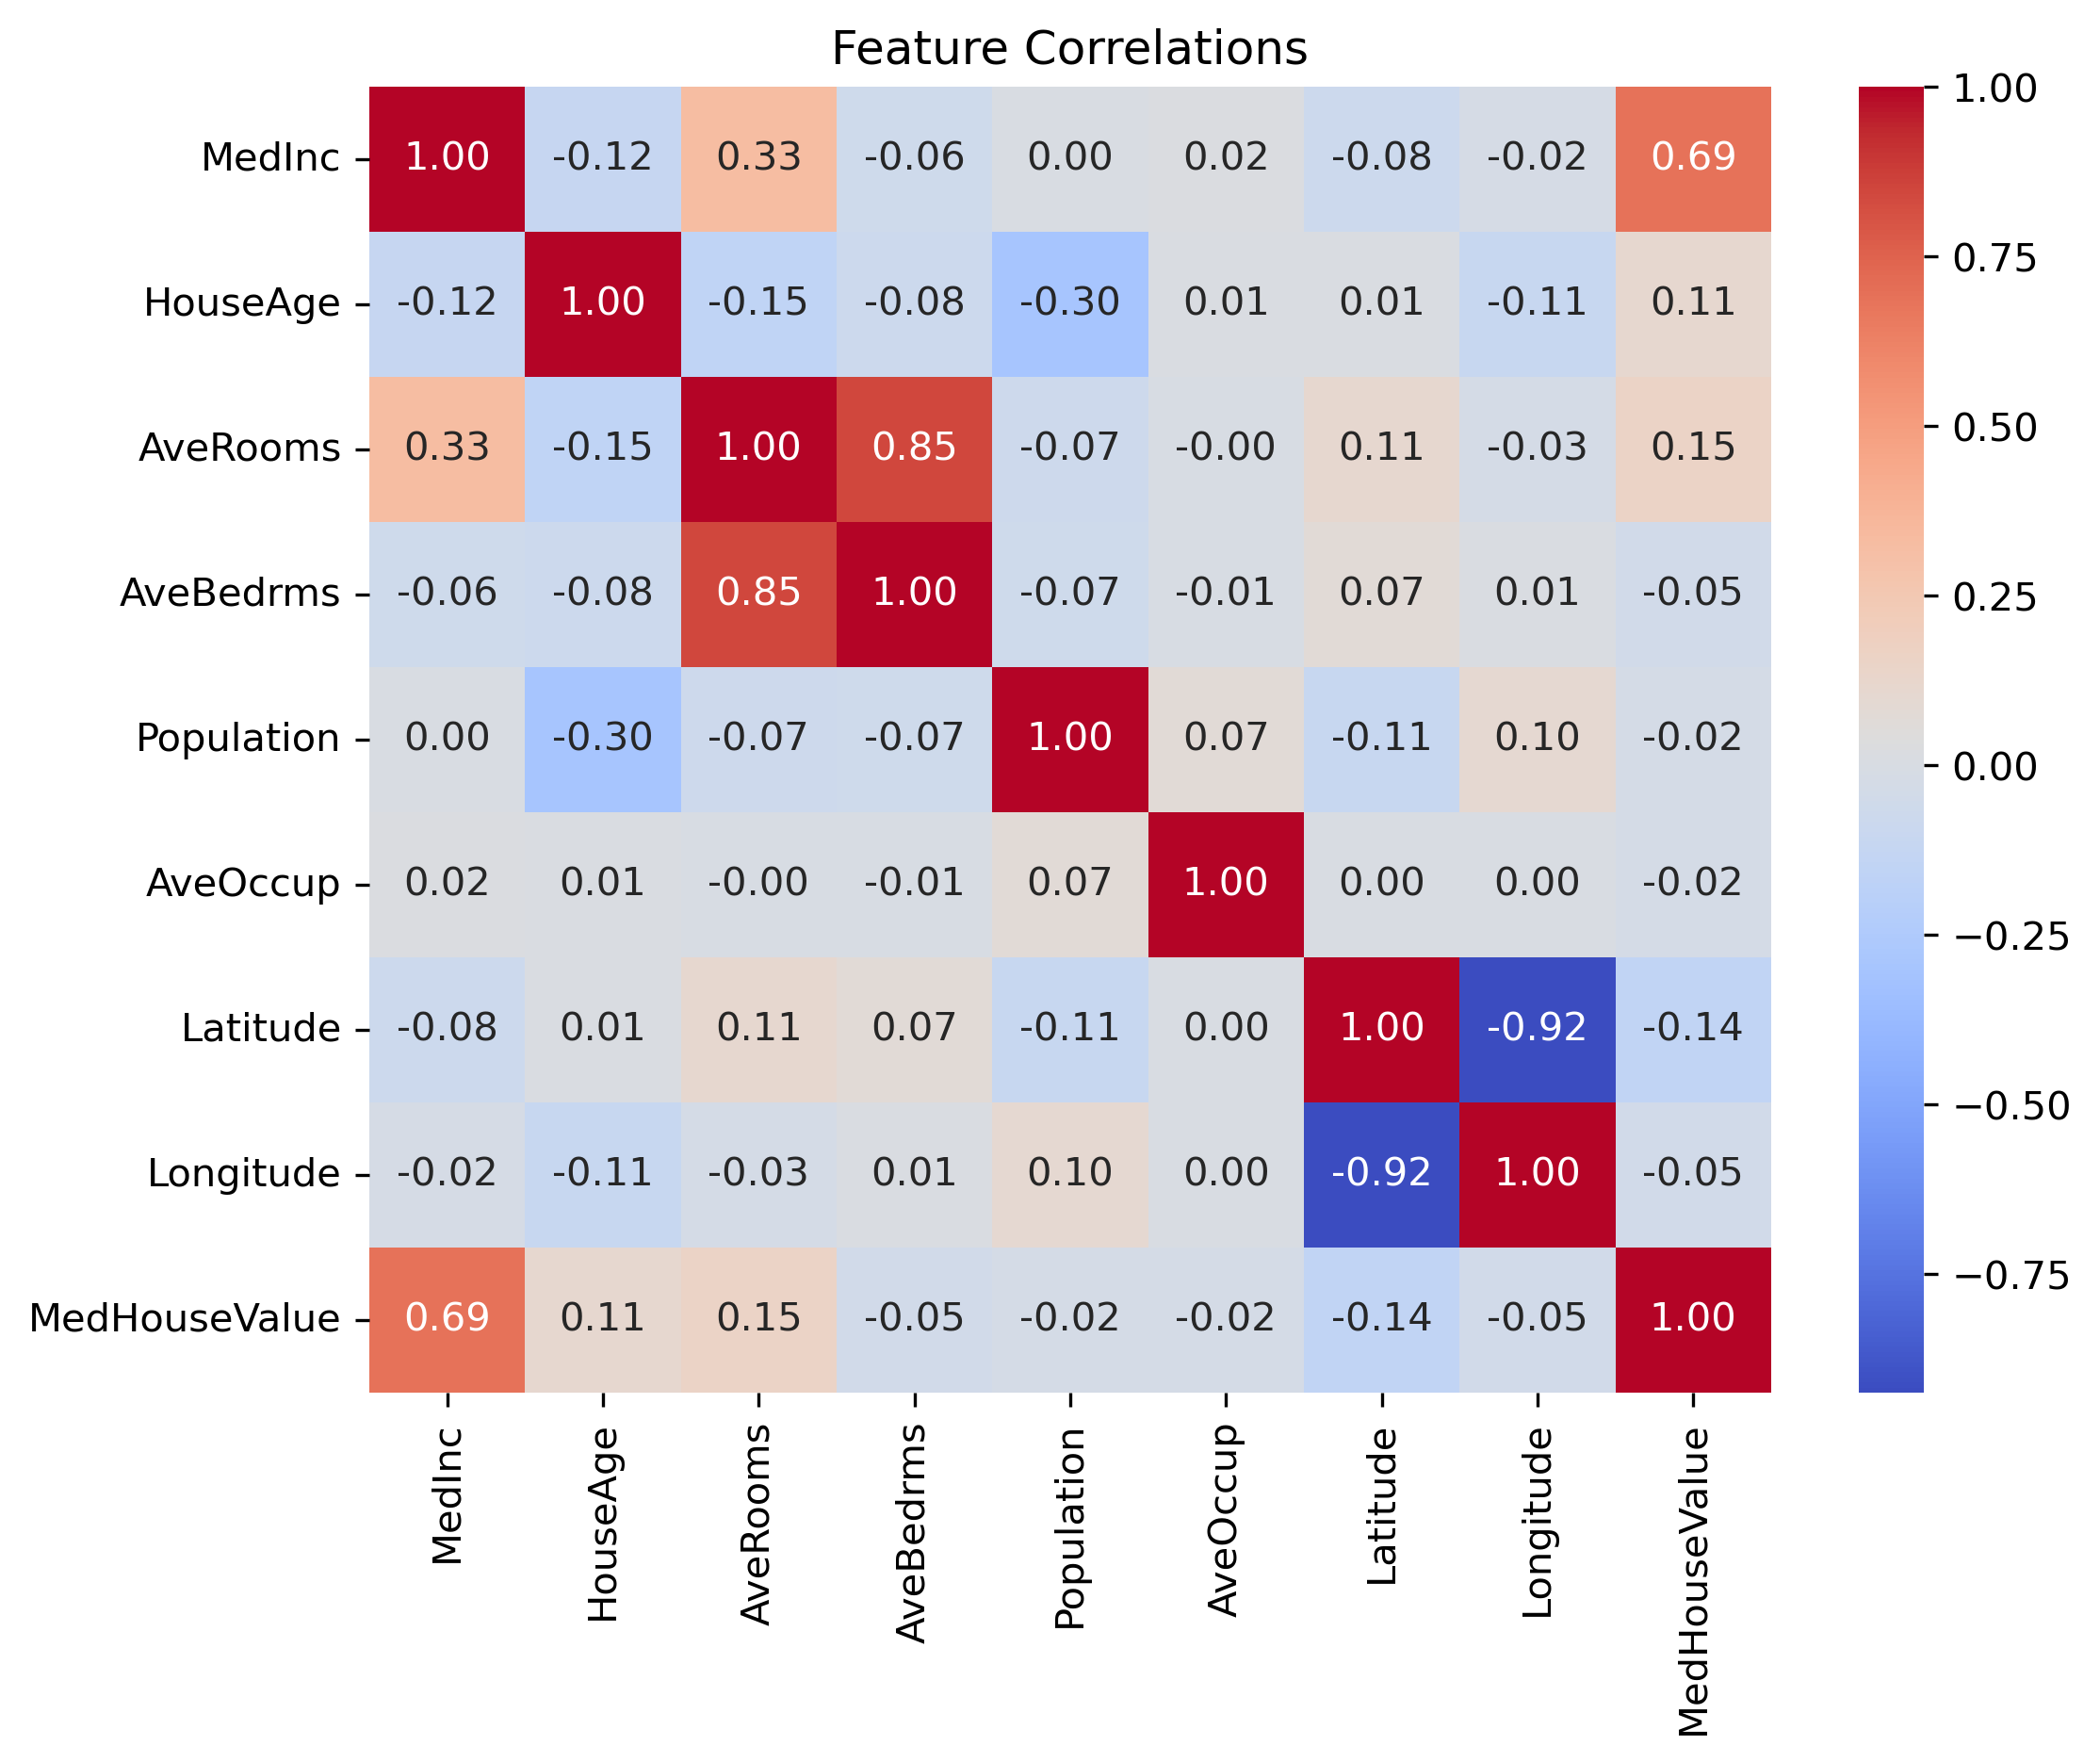 Feature Correlations
MedInc 1.00 -0.12 0.33 -0.06 0.00 0.02 -0.08 -0.02 0.69
HouseAge -0.12 1.00 -0.15 -0.08 -0.30 0.01 0.01 -0.11 0.11
AveRooms 0.33 -0.15 1.00 0.85 -0.07 -0.00 0.11 -0.03 0.15
AveBedrms -0.06 -0.08 0.85 1.00 -0.07 -0.01 0.07 0.01 -0.05
Population 0.00 -0.30 -0.07 -0.07 1.00 0.07 -0.11 0.10 -0.02
AveOccup 0.02 0.01 -0.00 -0.01 0.07 1.00 0.00 0.00 -0.02
Latitude -0.08 0.01 0.11 0.07 -0.11 0.00 1.00 -0.92 -0.14
Longitude -0.02 -0.11 -0.03 0.01 0.10 0.00 -0.92 1.00 -0.05
MedHouseValue 0.69 0.11 0.15 -0.05 -0.02 -0.02 -0.14 -0.05 1.00
MedInc
HouseAge
AveRooms
AveBedrms
Population
AveOccup
Latitude
Longitude
MedHouseValue
1.00
0.75
0.50
0.25
0.00
−0.25
−0.50
−0.75